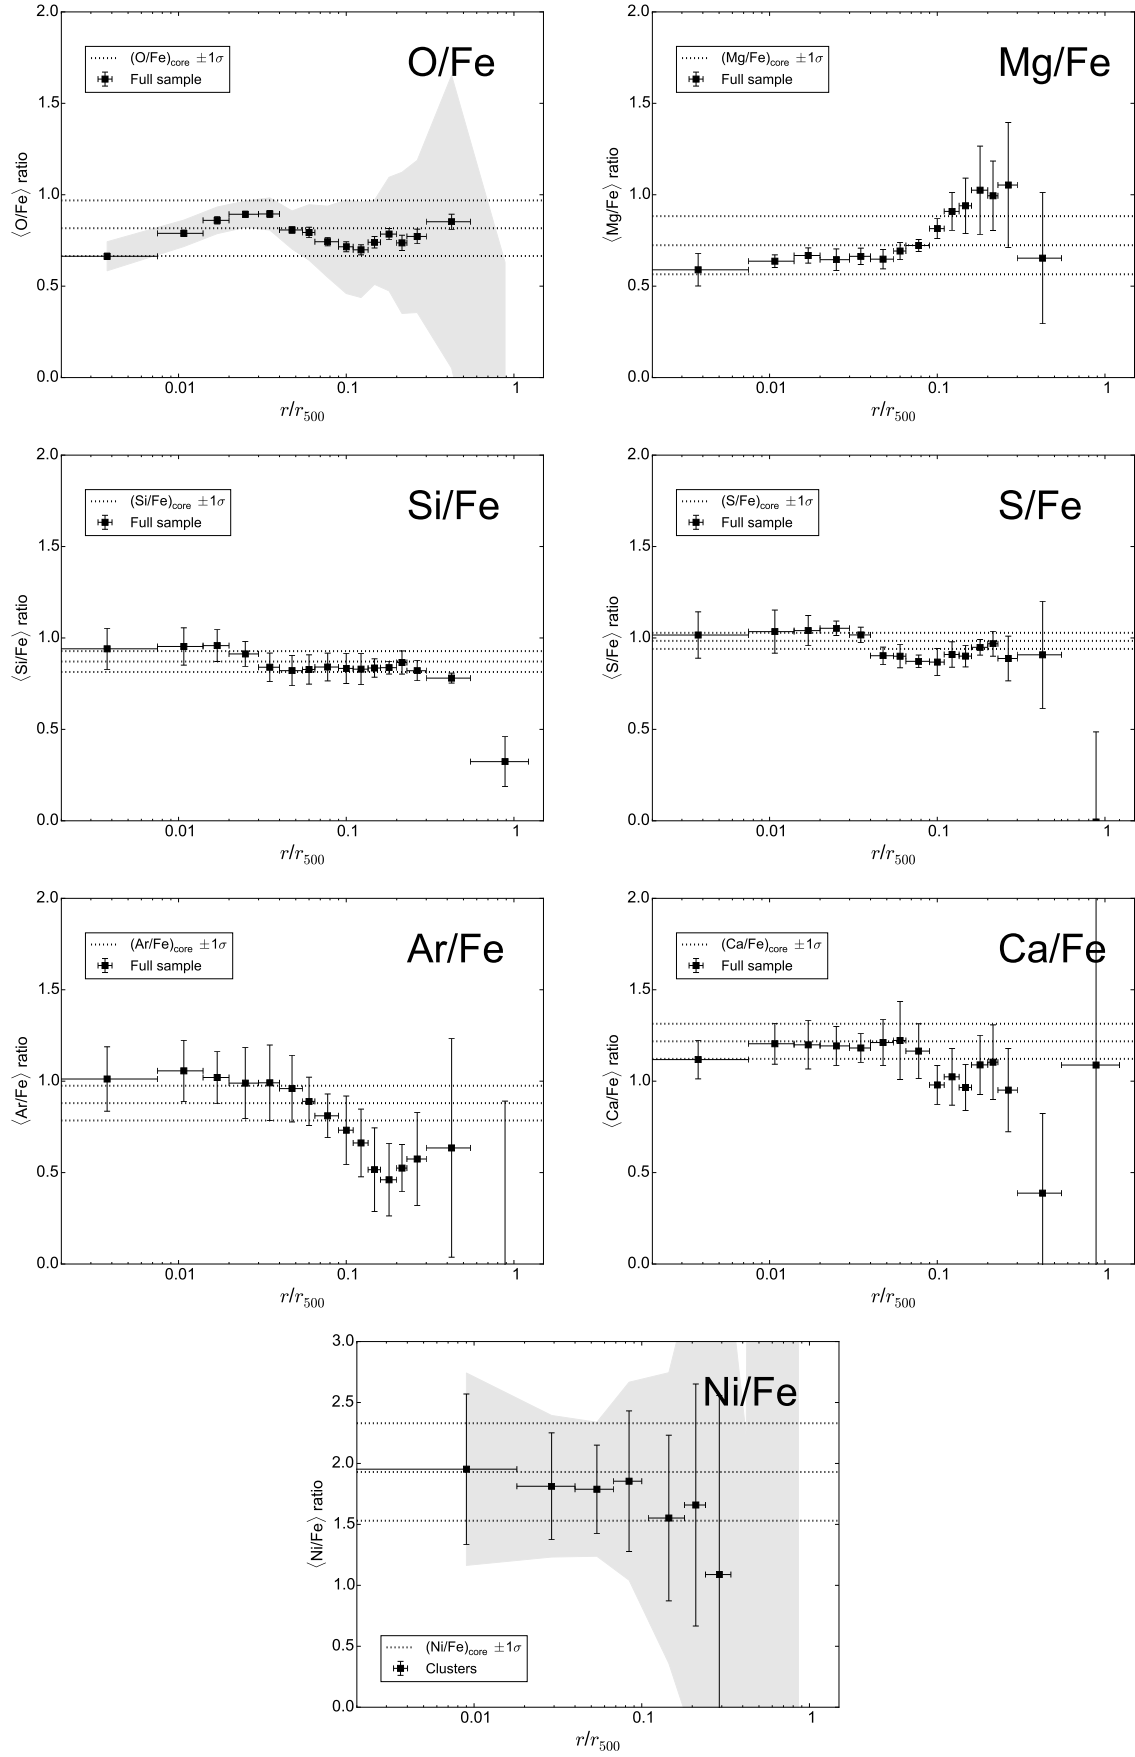 2.0
1.5
1.0
0.5
0.0
⟨O/Fe⟩ ratio
(O/Fe)core ±1σ
Full sample
O/Fe
0.01
0.1
1
r/r500
2.0
1.5
1.0
0.5
0.0
⟨Mg/Fe⟩ ratio
(Mg/Fe)core ±1σ
Full sample
Mg/Fe
0.01
0.1
1
r/r500
2.0
1.5
1.0
0.5
0.0
⟨Si/Fe⟩ ratio
(Si/Fe)core ±1σ
Full sample
Si/Fe
0.01
0.1
1
r/r500
2.0
1.5
1.0
0.5
0.0
⟨S/Fe⟩ ratio
(S/Fe)core ±1σ
Full sample
S/Fe
0.01
0.1
1
r/r500
2.0
1.5
1.0
0.5
0.0
⟨Ar/Fe⟩ ratio
(Ar/Fe)core ±1σ
Full sample
Ar/Fe
0.01
0.1
1
r/r500
2.0
1.5
1.0
0.5
0.0
⟨Ca/Fe⟩ ratio
(Ca/Fe)core ±1σ
Full sample
Ca/Fe
0.01
0.1
1
r/r500
3.0
2.5
2.0
1.5
1.0
0.5
0.0
⟨Ni/Fe⟩ ratio
Ni/Fe
(Ni/Fe)core ±1σ
Clusters
0.01
0.1
1
r/r500